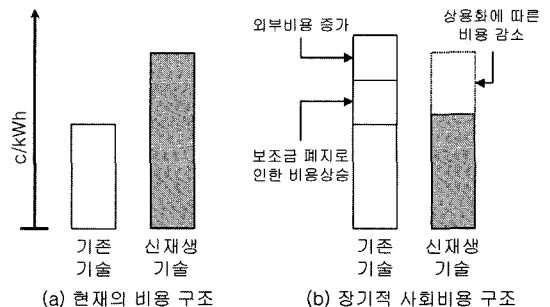 c/kWh
기존
기술
신재생
기술
(a) 현재의 비용 구조
외부비용 증가
보조금 폐지로
인한 비용상승
상용화에 따른
비용 감소
기존
기술
신재생
기술
(b) 장기적 사회비용 구조